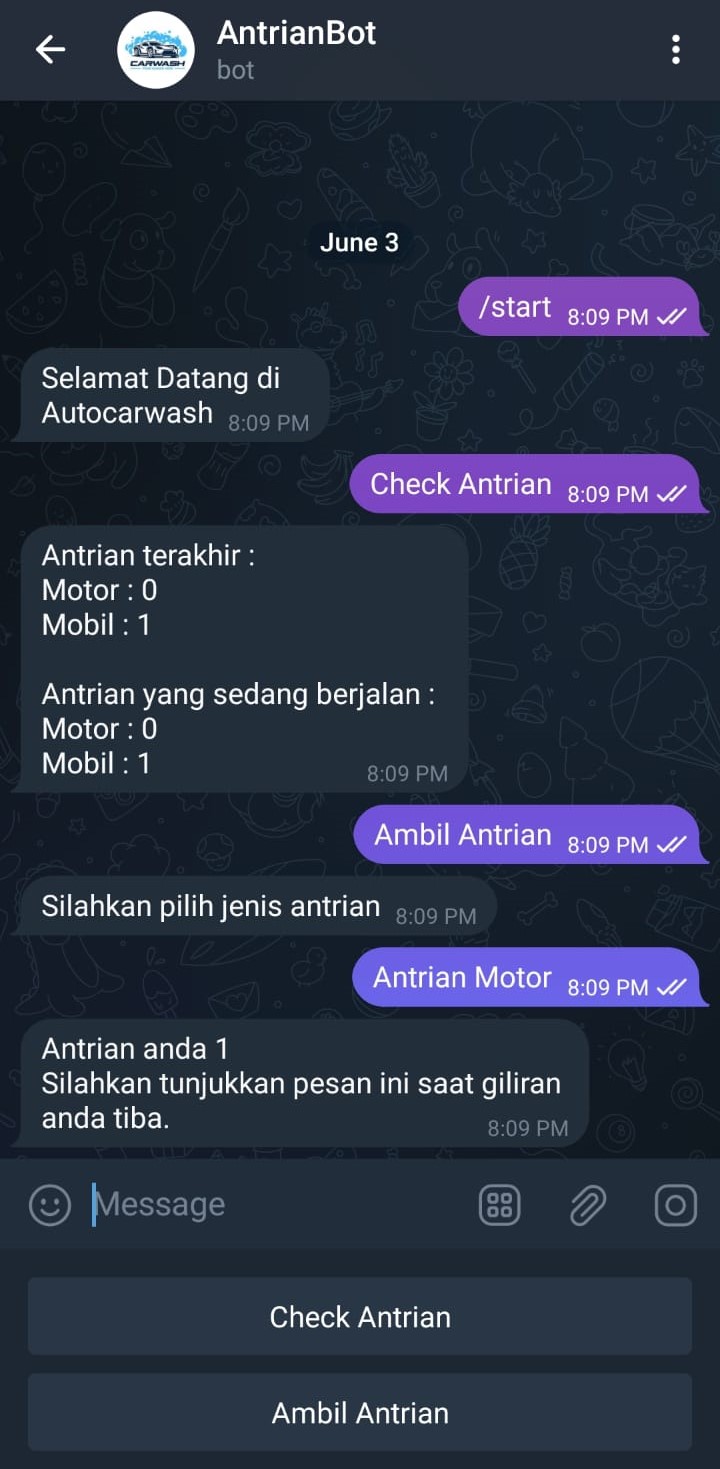 AntrianBot
CARWASH
bot
June 3
/start 8:09 PM
Selamat Datang di
Autocarwash 8:09 PM
Check Antrian 8:09 PM
Antrian terakhir :
Motor : 0
Mobil : 1
Antrian yang sedang berjalan :
Motor : 0
Mobil : 1
8:09 PM
Ambil Antrian 8:09 PM
Silahkan pilih jenis antrian 8:09 PM
Antrian Motor 8:09 PM
Antrian anda 1
Silahkan tunjukkan pesan ini saat giliran
anda tiba. 8:09 PM
Message
Check Antrian
Ambil Antrian